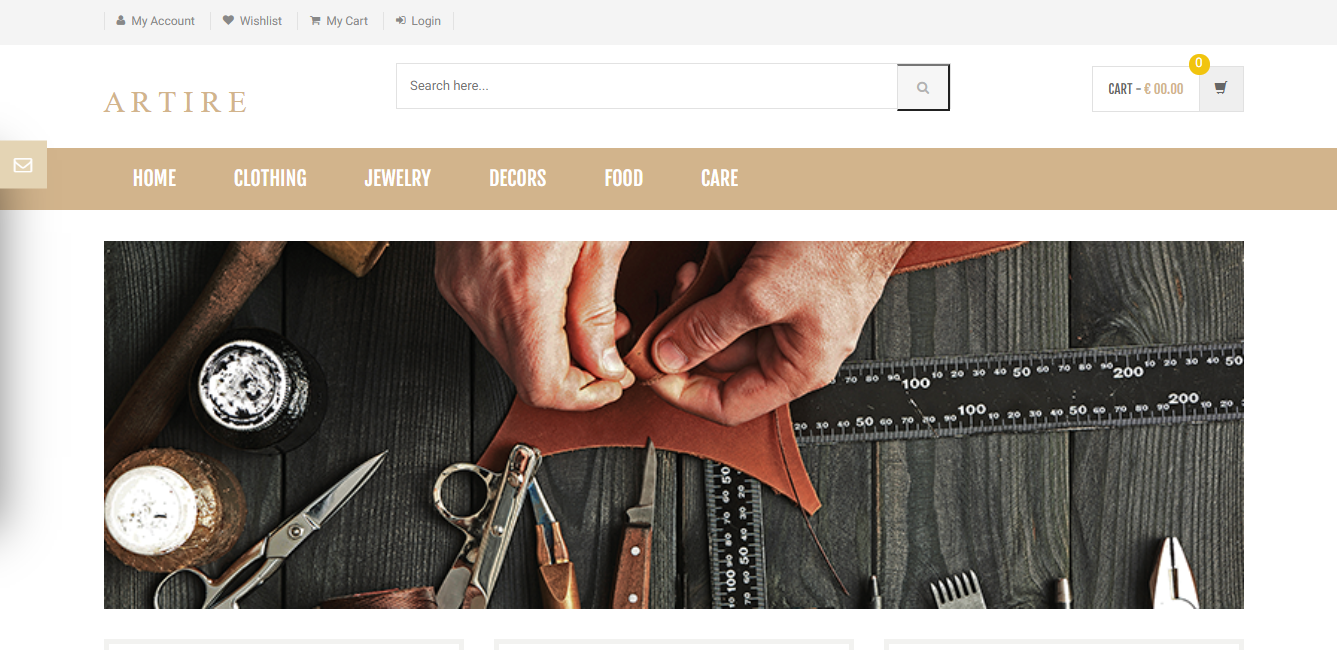 My Account
Wishlist
My Cart
Login
ARTIRE
Search here...
CART - € 00.00
0
HOME
CLOTHING
JEWELRY
DECORS
FOOD
CARE
70 80 90 100 10 20 30 40 50 60 70 80 90 200 10 20 30 40 50
20 30 40 50 60 70 80 90 100 10 20 30 40 50 60 70 80 90 200 10 20